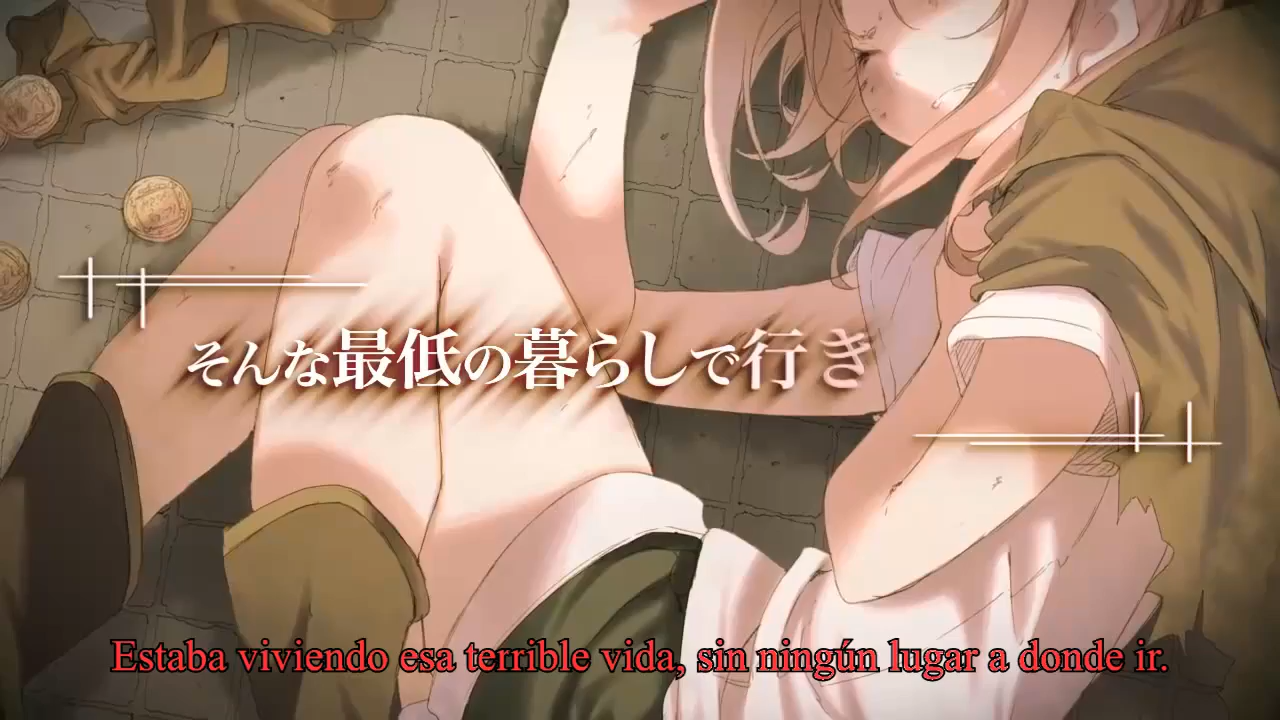 そんな最低の暮らしで行き
Estaba viviendo esa terrible vida, sin ningún lugar a donde ir.